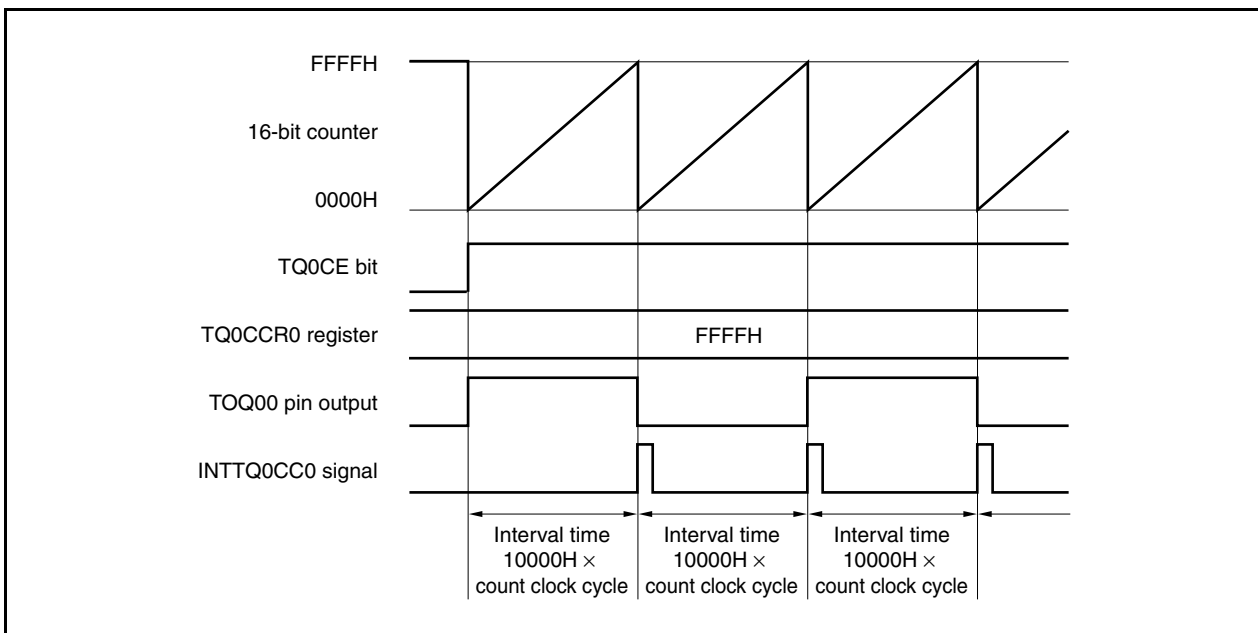 FFFFH
16-bit counter
0000H
TQ0CE bit
TQ0CCR0 register
FFFFH
TOQ00 pin output
INTTQ0CC0 signal
Interval time
10000H ×
count clock cycle
Interval time
10000H ×
count clock cycle
Interval time
10000H ×
count clock cycle